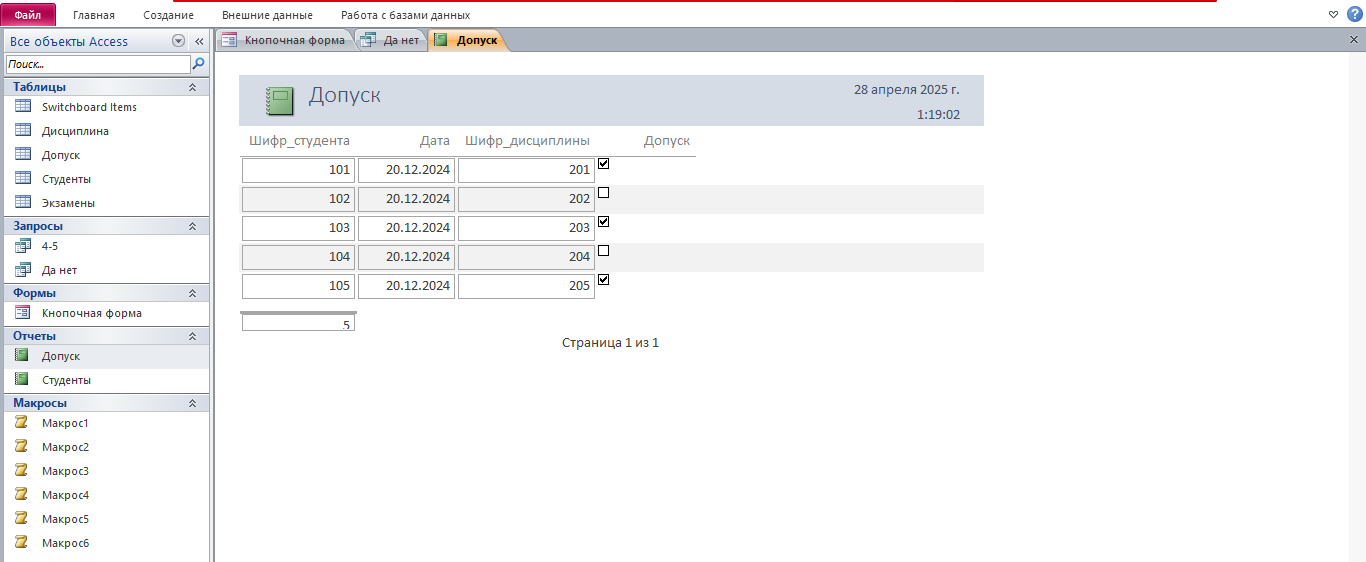 Файл Главная Создание Внешние данные Работа с базами данных
Все объекты Access
Поиск...
Таблицы
Switchboard Items
Дисциплина
Допуск
Студенты
Экзамены
Запросы
4-5
Да нет
Формы
Кнопочная форма
Отчеты
Допуск
Студенты
Макросы
Макрос1
Макрос2
Макрос3
Макрос4
Макрос5
Макрос6
Кнопочная форма Да нет Допуск
Допуск
28 апреля 2025 г.
1:19:02
Шифр_студента Дата Шифр_дисциплины Допуск
101 20.12.2024 201
102 20.12.2024 202
103 20.12.2024 203
104 20.12.2024 204
105 20.12.2024 205
5
Страница 1 из 1